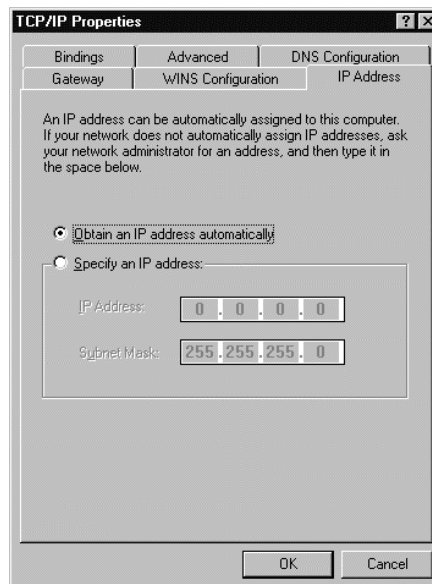 TCP/IP Properties
Bindings Advanced DNS Configuration
Gateway WINS Configuration IP Address
An IP address can be automatically assigned to this computer.
If your network does not automatically assign IP addresses, ask
your network administrator for an address, and then type it in
the space below.
Obtain an IP address automatically
Specify an IP address:
IP Address: 0 . 0 . 0 . 0
Subnet Mask: 255 . 255 . 255 . 0
OK Cancel